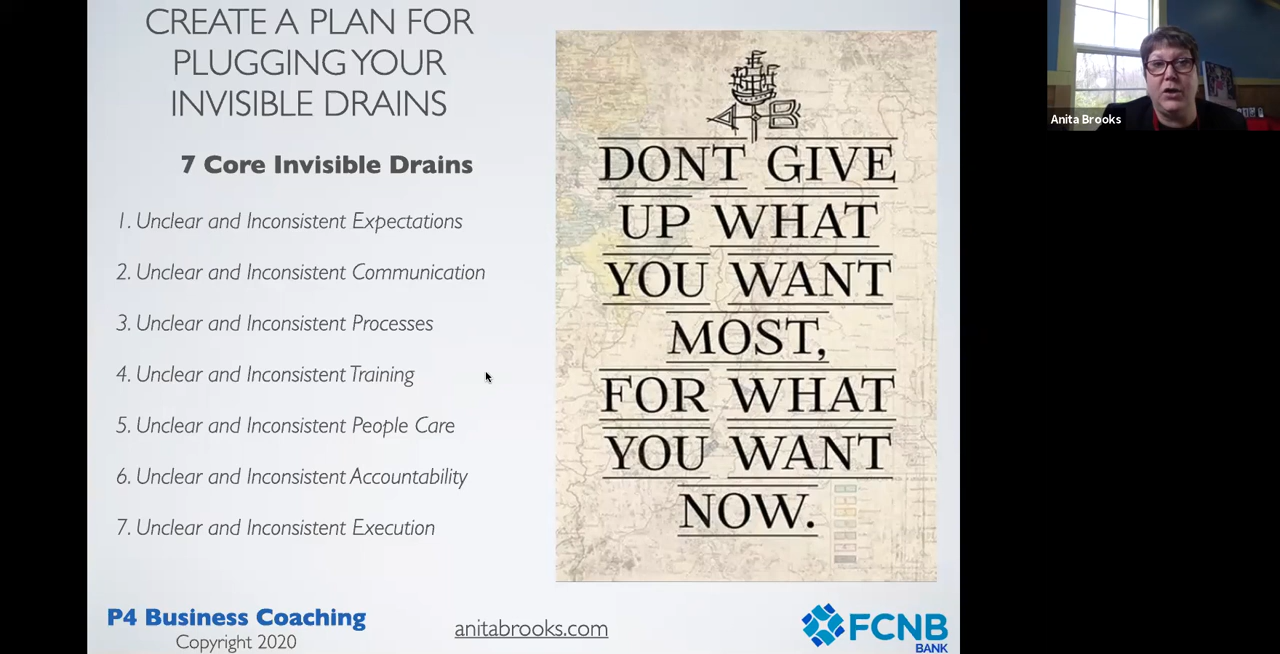 CREATE A PLAN FOR
PLUGGING YOUR
INVISIBLE DRAINS
7 Core Invisible Drains
1. Unclear and Inconsistent Expectations
2. Unclear and Inconsistent Communication
3. Unclear and Inconsistent Processes
4. Unclear and Inconsistent Training
5. Unclear and Inconsistent People Care
6. Unclear and Inconsistent Accountability
7. Unclear and Inconsistent Execution
P4 Business Coaching
Copyright 2020
anitabrooks.com
A B
DONT GIVE
UP WHAT
YOU WANT
MOST,
FOR WHAT
YOU WANT
NOW.
FCNB
BANK
Anita Brooks